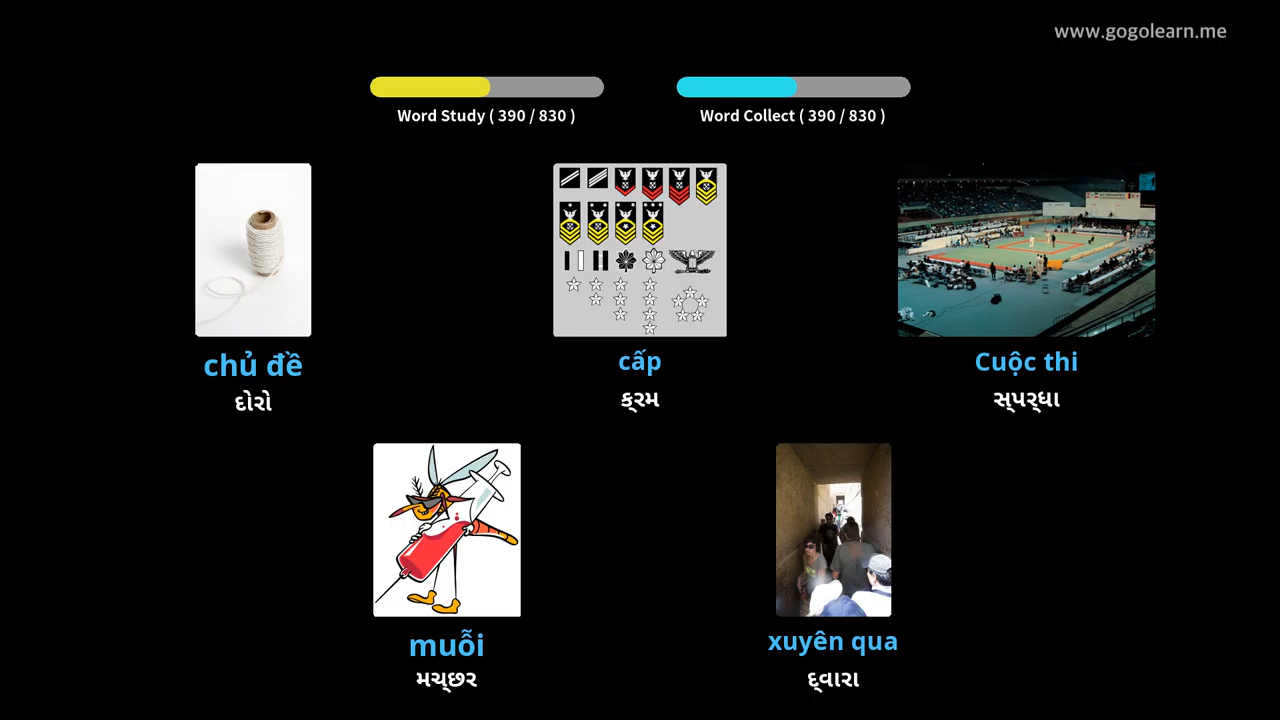 www.gogolearn.me
Word Study ( 390 / 830 )
Word Collect ( 390 / 830 )
chủ đề
દોરો
cấp
ક્રમ
Cuộc thi
સ્પર્ધા
muỗi
મચ્છર
xuyên qua
દ્વારા